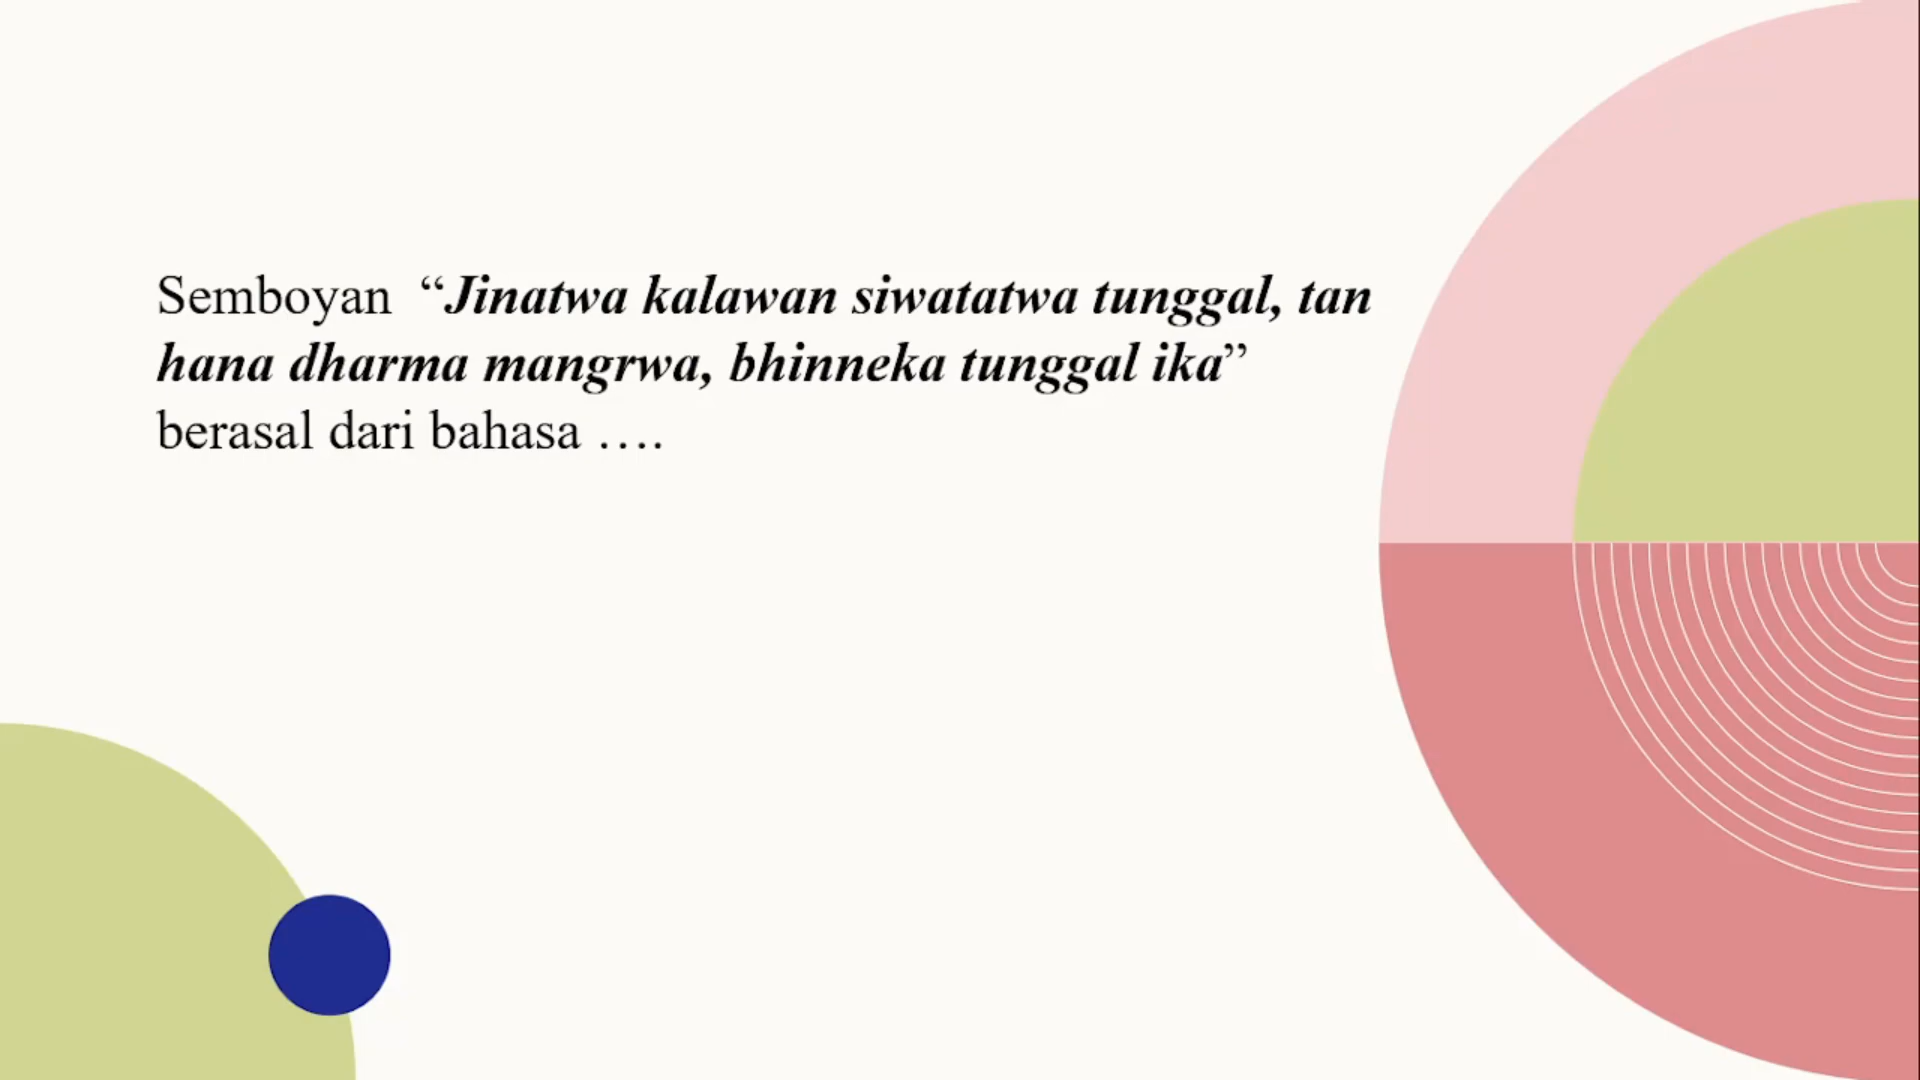 Semboyan “Jinatwa kalawan siwatatwa tunggal, tan
hana dharma mangrwa, bhinneka tunggal ika”
berasal dari bahasa ….